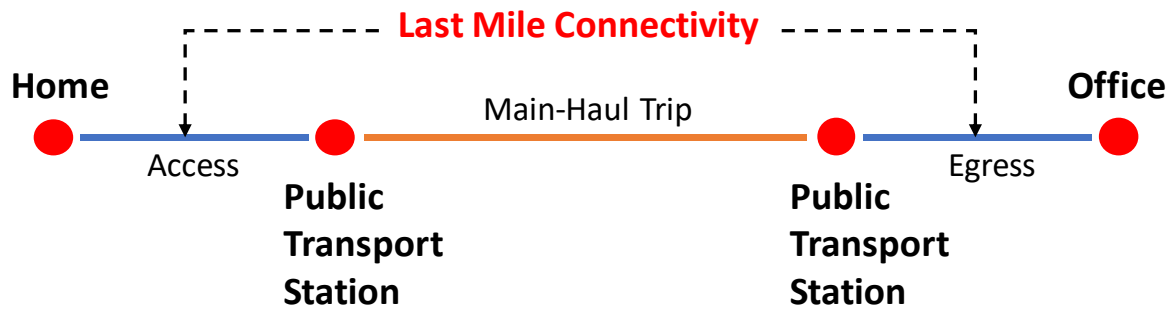 Last Mile Connectivity
Home
Office
Main-Haul Trip
Access
Egress
Public
Transport
Station
Public
Transport
Station